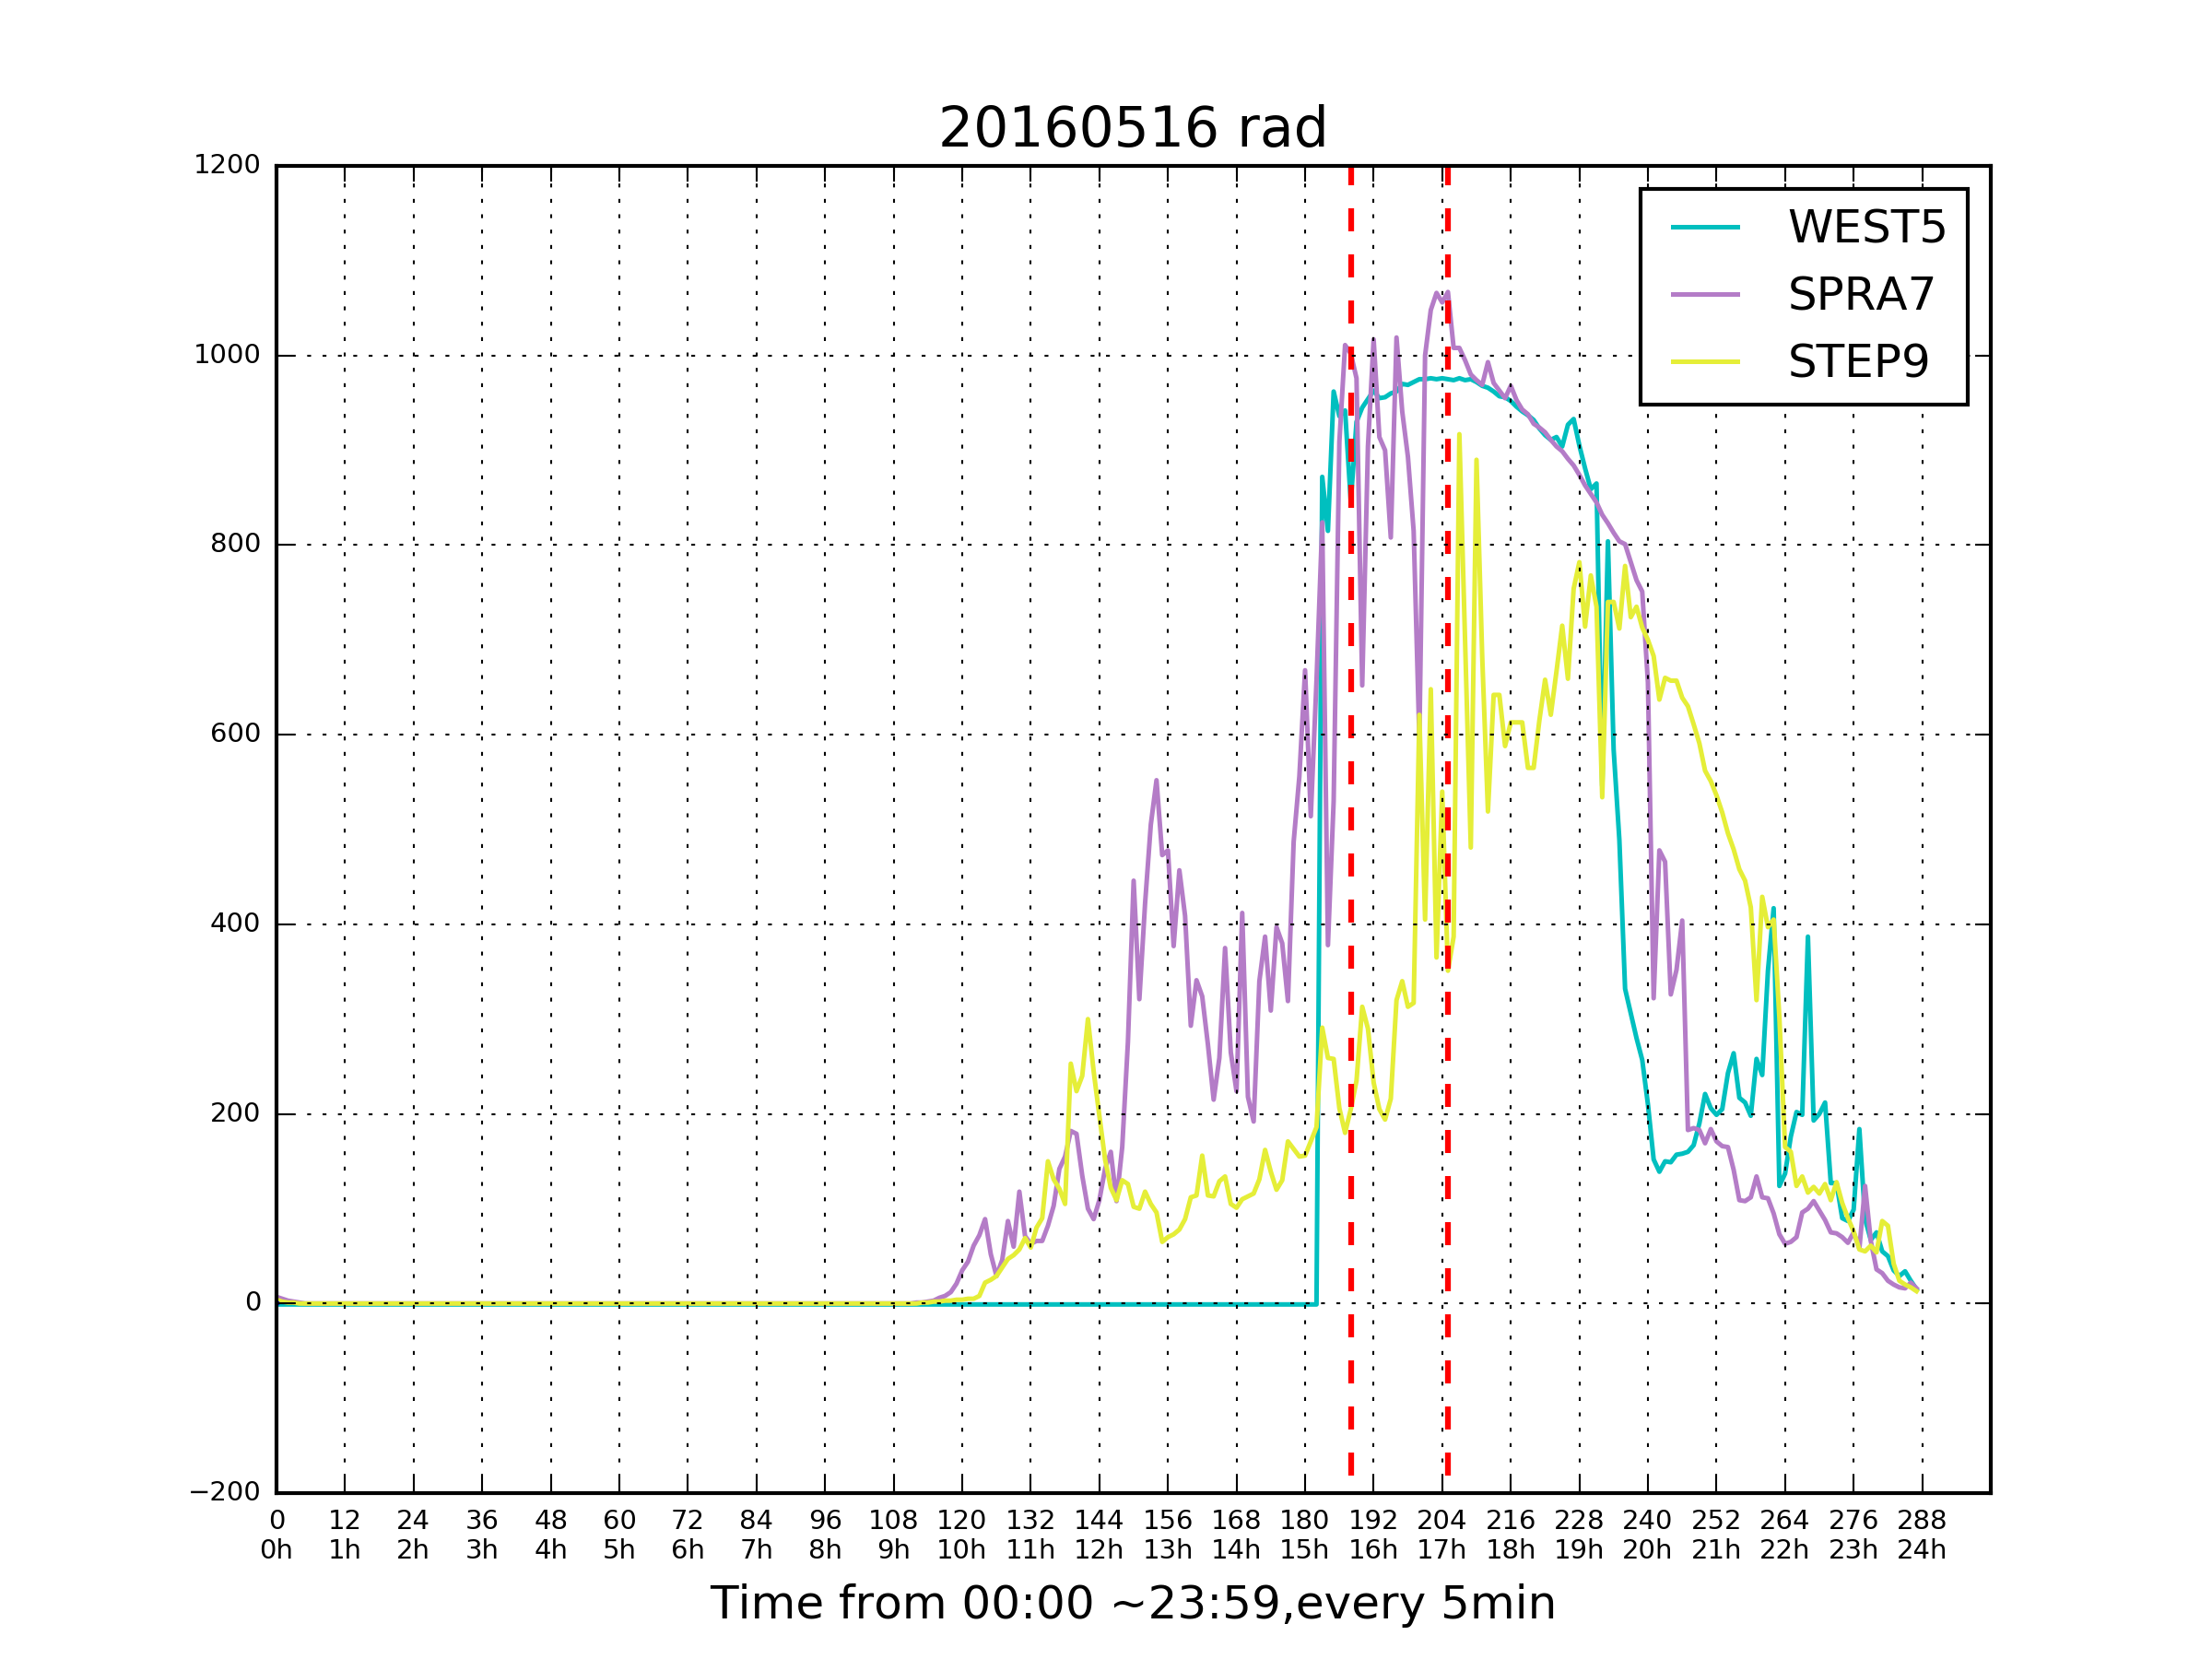 20160516 rad
1200
1000
800
600
400
200
0
−200
WEST5
SPRA7
STEP9
0 12 24 36 48 60 72 84 96 108 120 132 144 156 168 180 192 204 216 228 240 252 264 276 288
0h 1h 2h 3h 4h 5h 6h 7h 8h 9h 10h 11h 12h 13h 14h 15h 16h 17h 18h 19h 20h 21h 22h 23h 24h
Time from 00:00 ~23:59,every 5min